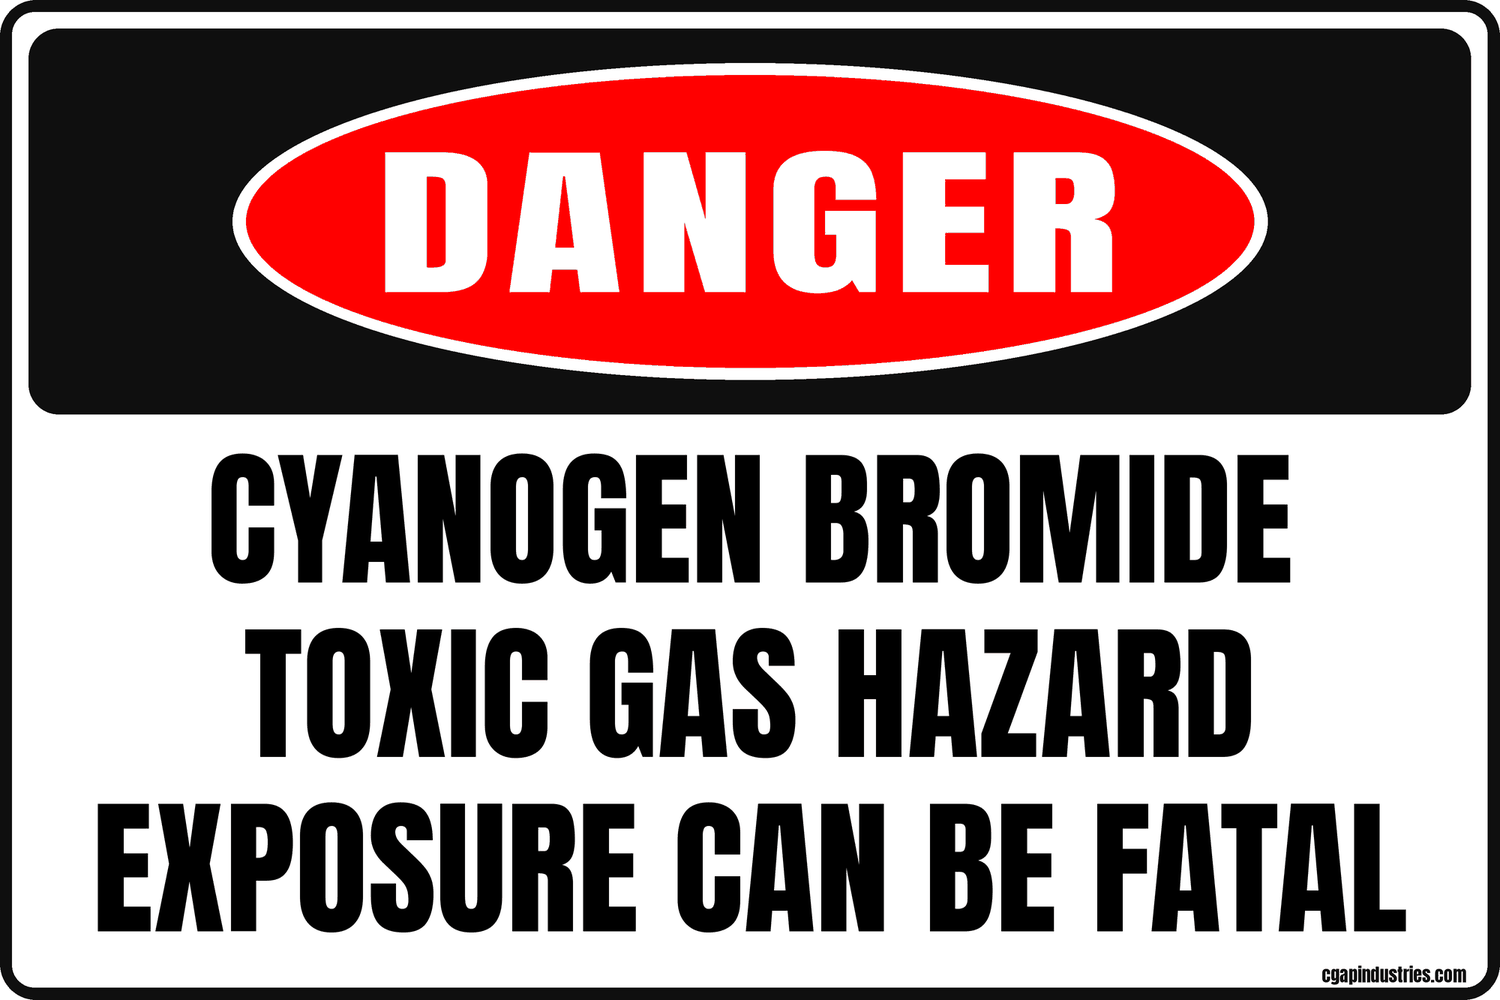 DANGER
CYANOGEN BROMIDE
TOXIC GAS HAZARD
EXPOSURE CAN BE FATAL
cgapindustries.com